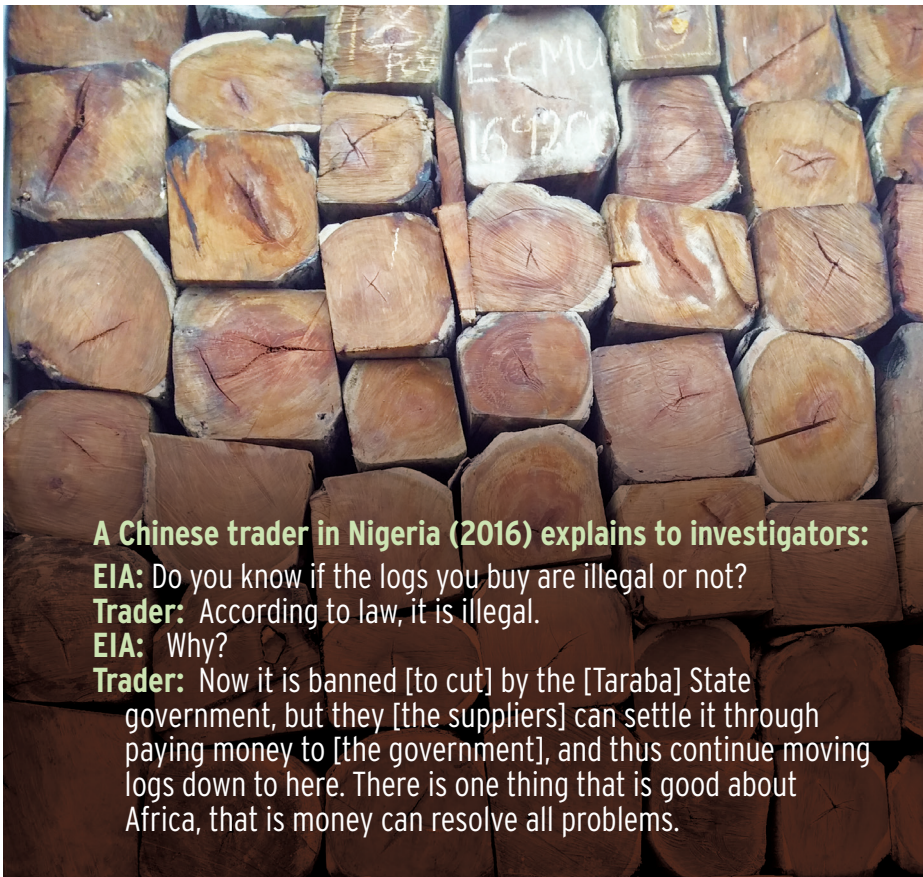 ECMU
A Chinese trader in Nigeria (2016) explains to investigators:
EIA: Do you know if the logs you buy are illegal or not?
Trader: According to law, it is illegal.
EIA: Why?
Trader: Now it is banned [to cut] by the [Taraba] State
government, but they [the suppliers] can settle it through
paying money to [the government], and thus continue moving
logs down to here. There is one thing that is good about
Africa, that is money can resolve all problems.